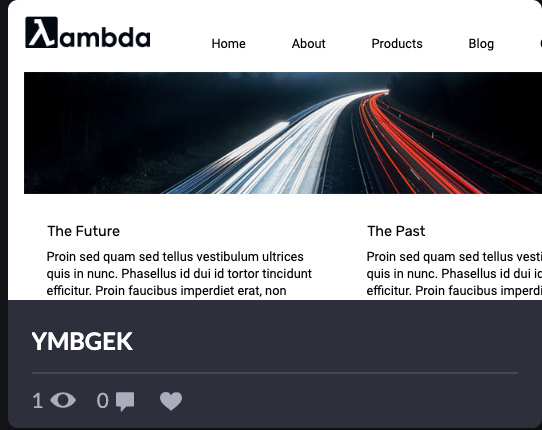 λambda
Home About Products Blog
The Future The Past
Proin sed quam sed tellus vestibulum ultrices Proin sed quam sed tellus vesti
quis in nunc. Phasellus id dui id tortor tincidunt quis in nunc. Phasellus id dui id
efficitur. Proin faucibus imperdiet erat, non efficitur. Proin faucibus imperdi
YMBGEK
1 0